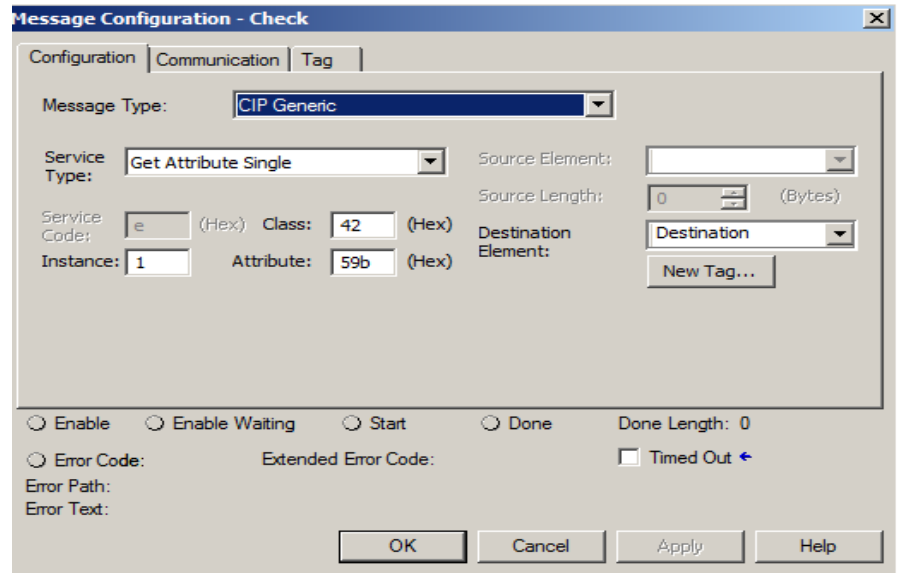 Message Configuration - Check
Configuration Communication Tag
Message Type: CIP Generic
Service Type: Get Attribute Single
Source Element:
Source Length: 0 (Bytes)
Service Code: e (Hex) Class: 42 (Hex)
Destination Element: Destination
Instance: 1 Attribute: 59b (Hex)
New Tag...
Enable Enable Waiting Start Done Done Length: 0
Error Code: Extended Error Code: Timed Out ←
Error Path:
Error Text:
OK Cancel Apply Help